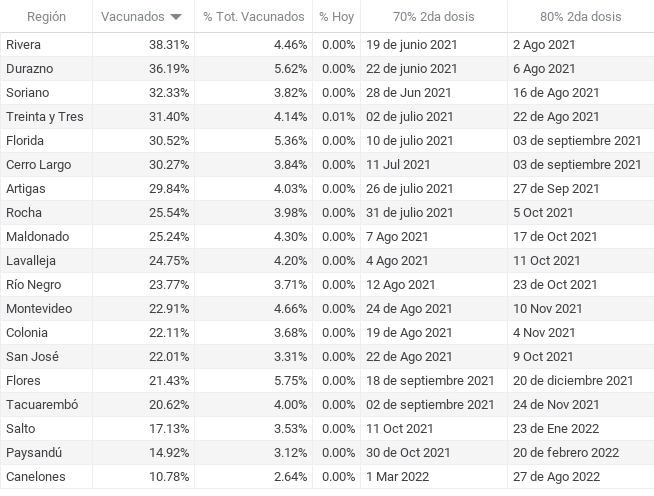 Región Vacunados % Tot. Vacunados % Hoy 70% 2da dosis 80% 2da dosis
Rivera 38.31% 4.46% 0.00% 19 de junio 2021 2 Ago 2021
Durazno 36.19% 5.62% 0.00% 22 de junio 2021 6 Ago 2021
Soriano 32.33% 3.82% 0.00% 28 de Jun 2021 16 de Ago 2021
Treinta y Tres 31.40% 4.14% 0.01% 02 de julio 2021 22 de Ago 2021
Florida 30.52% 5.36% 0.00% 10 de julio 2021 03 de septiembre 2021
Cerro Largo 30.27% 3.84% 0.00% 11 Jul 2021 03 de septiembre 2021
Artigas 29.84% 4.03% 0.00% 26 de julio 2021 27 de Sep 2021
Rocha 25.54% 3.98% 0.00% 31 de julio 2021 5 Oct 2021
Maldonado 25.24% 4.30% 0.00% 7 Ago 2021 17 de Oct 2021
Lavalleja 24.75% 4.20% 0.00% 4 Ago 2021 11 Oct 2021
Río Negro 23.77% 3.71% 0.00% 12 Ago 2021 23 de Oct 2021
Montevideo 22.91% 4.66% 0.00% 24 de Ago 2021 10 Nov 2021
Colonia 22.11% 3.68% 0.00% 19 de Ago 2021 4 Nov 2021
San José 22.01% 3.31% 0.00% 22 de Ago 2021 9 Oct 2021
Flores 21.43% 5.75% 0.00% 18 de septiembre 2021 20 de diciembre 2021
Tacuarembó 20.62% 4.00% 0.00% 02 de septiembre 2021 24 de Nov 2021
Salto 17.13% 3.53% 0.00% 11 Oct 2021 23 de Ene 2022
Paysandú 14.92% 3.12% 0.00% 30 de Oct 2021 20 de febrero 2022
Canelones 10.78% 2.64% 0.00% 1 Mar 2022 27 de Ago 2022